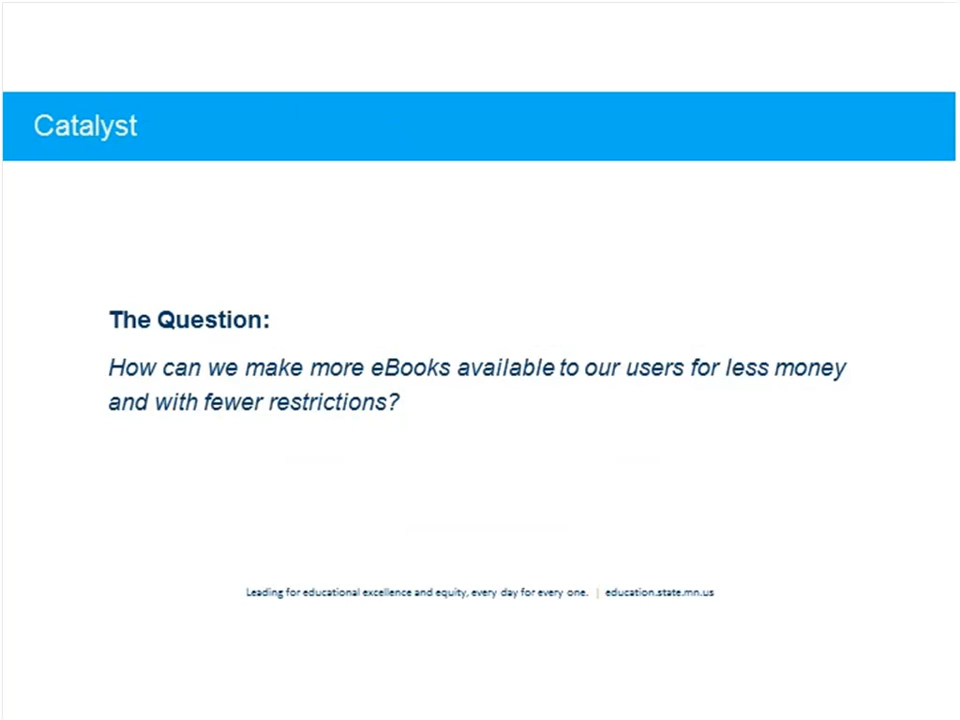 Catalyst
The Question:
How can we make more eBooks available to our users for less money
and with fewer restrictions?
Leading for educational excellence and equity, every day for every one. | education.state.mn.us